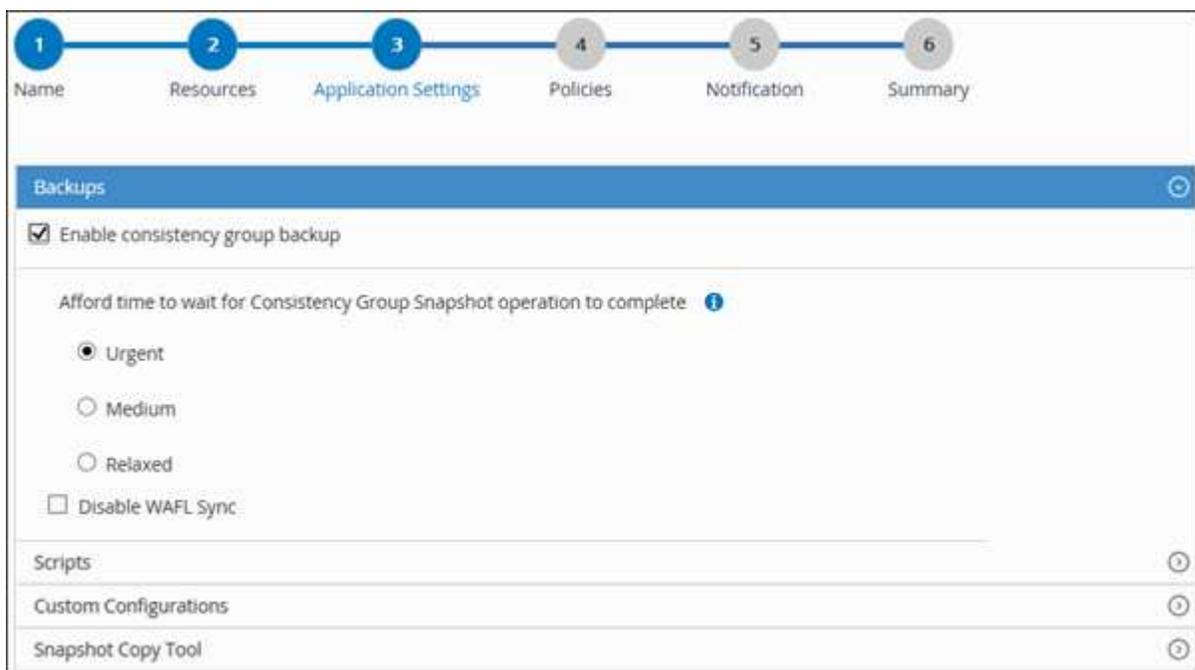 1 2 3 4 5 6
Name Resources Application Settings Policies Notification Summary
Backups
Enable consistency group backup
Afford time to wait for Consistency Group Snapshot operation to complete i
Urgent
Medium
Relaxed
Disable WAFL Sync
Scripts
Custom Configurations
Snapshot Copy Tool